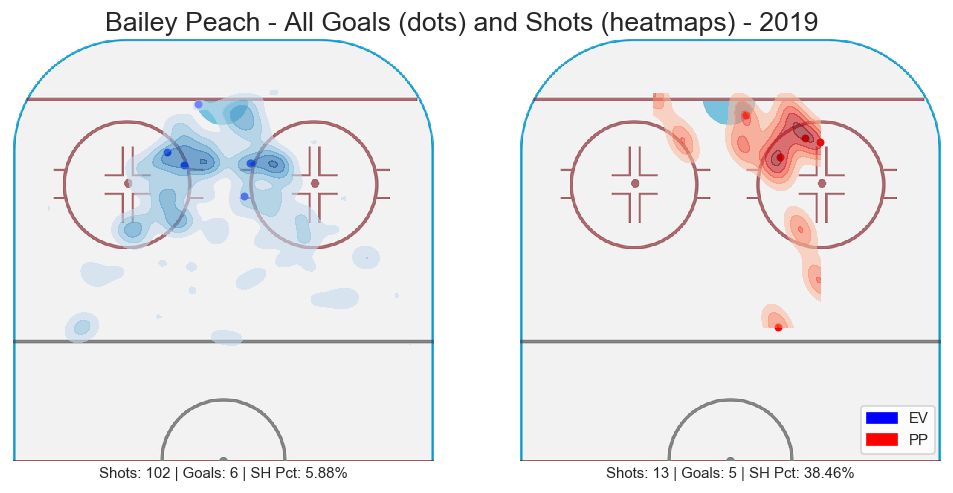 Bailey Peach - All Goals (dots) and Shots (heatmaps) - 2019
EV
PP
Shots: 102 | Goals: 6 | SH Pct: 5.88%
Shots: 13 | Goals: 5 | SH Pct: 38.46%